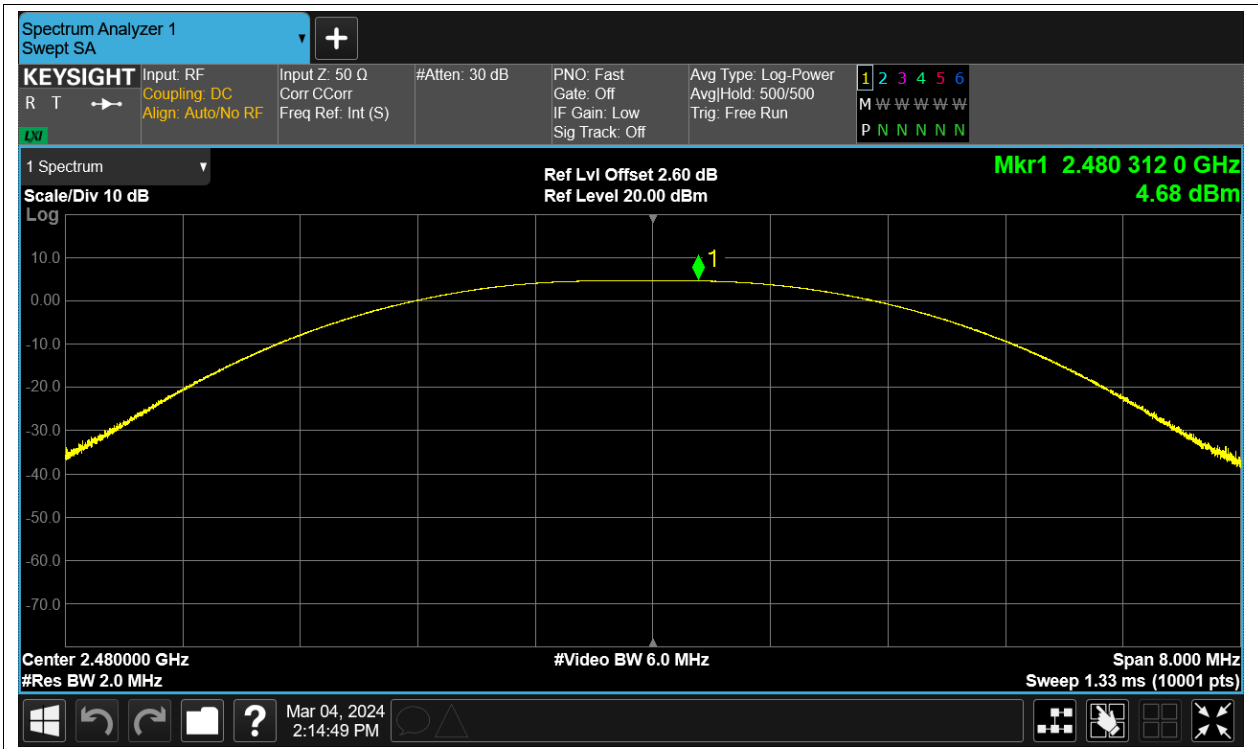 Spectrum Analyzer 1
Swept SA
KEYSIGHT
R T
LXI
Input: RF
Coupling: DC
Align: Auto/No RF
Input Z: 50 Ω
Corr CCorr
Freq Ref: Int (S)
#Atten: 30 dB
PNO: Fast
Gate: Off
IF Gain: Low
Sig Track: Off
Avg Type: Log-Power
Avg|Hold: 500/500
Trig: Free Run
1 2 3 4 5 6
M W W W W W
P N N N N N
1 Spectrum
Scale/Div 10 dB
Log
Ref Lvl Offset 2.60 dB
Ref Level 20.00 dBm
Mkr1 2.480 312 0 GHz
4.68 dBm
1
10.0
0.00
-10.0
-20.0
-30.0
-40.0
-50.0
-60.0
-70.0
Center 2.480000 GHz
#Res BW 2.0 MHz
#Video BW 6.0 MHz
Span 8.000 MHz
Sweep 1.33 ms (10001 pts)
?
Mar 04, 2024
2:14:49 PM